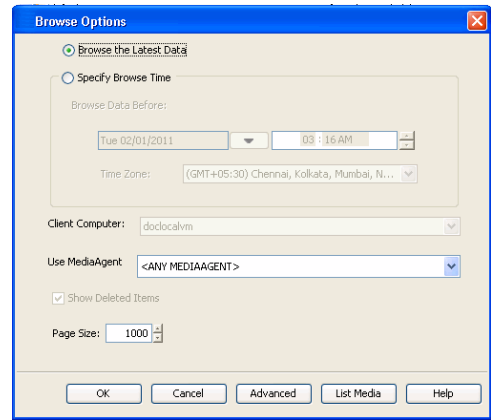 Browse Options
Browse the Latest Data
Specify Browse Time
Browse Data Before:
Tue 02/01/2011 03 : 16 AM
Time Zone: (GMT+05:30) Chennai, Kolkata, Mumbai, N...
Client Computer: doclocalvm
Use MediaAgent <ANY MEDIAAGENT>
Show Deleted Items
Page Size: 1000
OK Cancel Advanced List Media Help